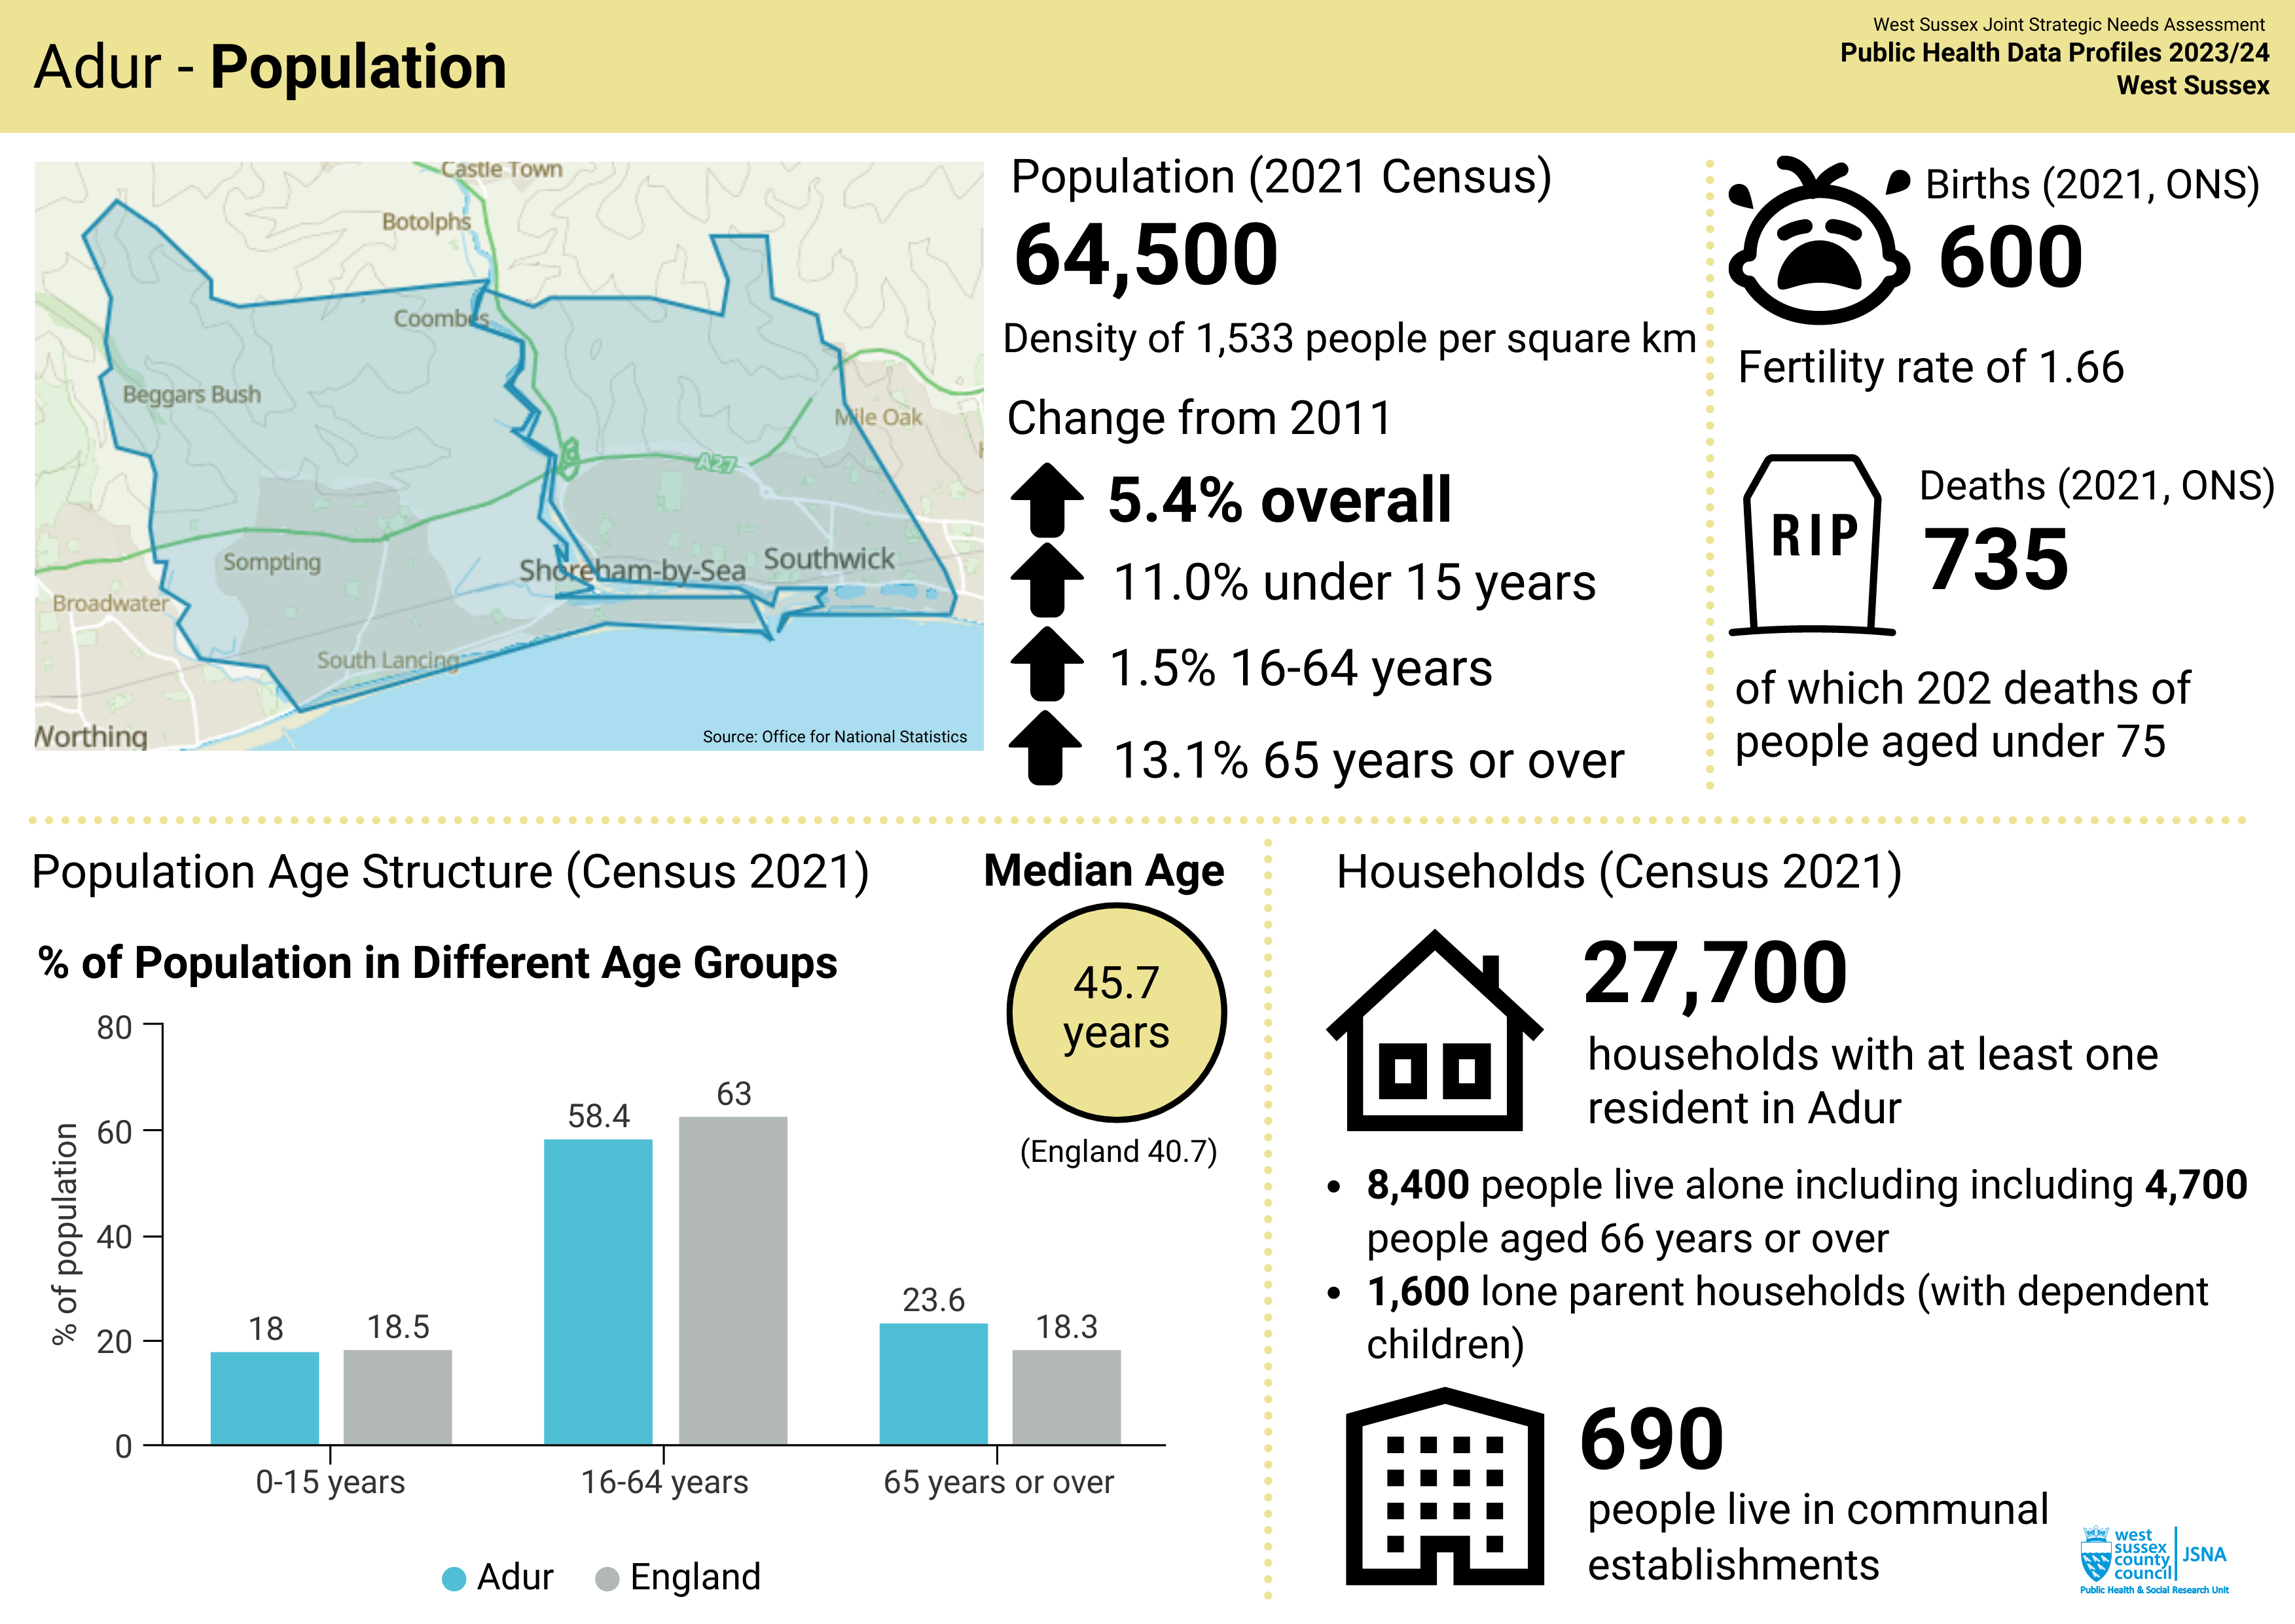 Adur - Population
West Sussex Joint Strategic Needs Assessment
Public Health Data Profiles 2023/24
West Sussex
Castle Town
Botolphs
Coombes
Beggars Bush
Mile Oak
A27
Sompting
Shoreham-by-Sea
Southwick
Broadwater
South Lancing
Worthing
Source: Office for National Statistics
Population (2021 Census)
64,500
Density of 1,533 people per square km
Change from 2011
5.4% overall
11.0% under 15 years
1.5% 16-64 years
13.1% 65 years or over
Births (2021, ONS)
600
Fertility rate of 1.66
RIP
Deaths (2021, ONS)
735
of which 202 deaths of
people aged under 75
Population Age Structure (Census 2021)
Median Age
45.7
years
(England 40.7)
% of Population in Different Age Groups
% of population
80
60
40
20
0
18
18.5
58.4
63
23.6
18.3
0-15 years
16-64 years
65 years or over
Adur
England
Households (Census 2021)
27,700
households with at least one
resident in Adur
• 8,400 people live alone including including 4,700
people aged 66 years or over
• 1,600 lone parent households (with dependent
children)
690
people live in communal
establishments
west
sussex
county
council
JSNA
Public Health & Social Research Unit